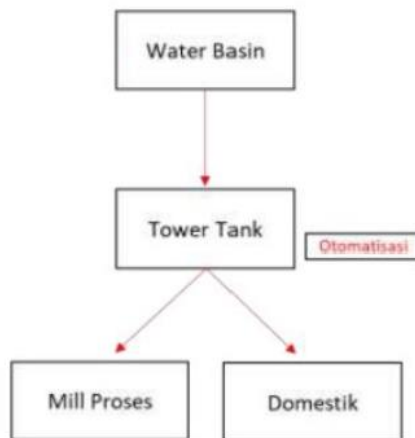 Water Basin
Tower Tank
Otomatisasi
Mill Proses
Domestik